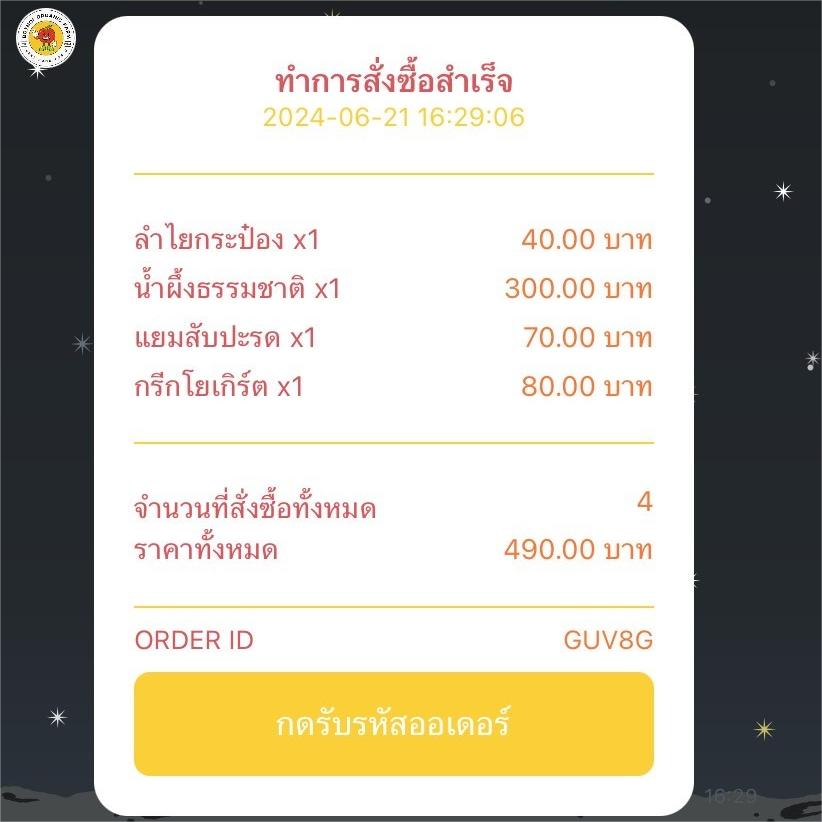 ทำการสั่งซื้อสำเร็จ
2024-06-21 16:29:06
ลำไยกระป๋อง x1 40.00 บาท
น้ำผึ้งธรรมชาติ x1 300.00 บาท
แยมสับปะรด x1 70.00 บาท
กรีกโยเกิร์ต x1 80.00 บาท
จำนวนที่สั่งซื้อทั้งหมด 4
ราคาทั้งหมด 490.00 บาท
ORDER ID GUV8G
กดรับรหัสออเดอร์
16:29